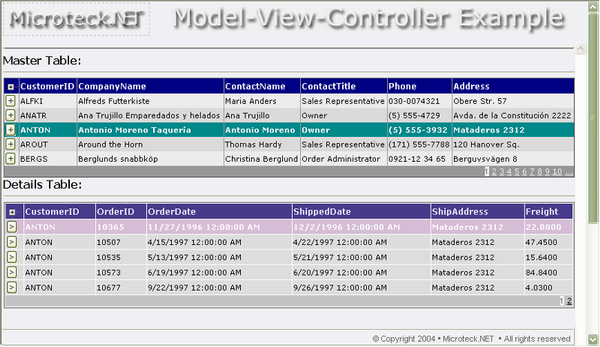 Microteck.NET Model-View-Controller Example
Master Table:
CustomerID CompanyName ContactName ContactTitle Phone Address
ALFKI Alfreds Futterkiste Maria Anders Sales Representative 030-0074321 Obere Str. 57
ANATR Ana Trujillo Emparedados y helados Ana Trujillo Owner (5) 555-4729 Avda. de la Constitución 2222
ANTON Antonio Moreno Taquería Antonio Moreno Owner (5) 555-3932 Mataderos 2312
AROUT Around the Horn Thomas Hardy Sales Representative (171) 555-7788 120 Hanover Sq.
BERGS Berglunds snabbköp Christina Berglund Order Administrator 0921-12 34 65 Berguvsvägen 8
1 2 3 4 5 6 7 8 9 10 ...
Details Table:
CustomerID OrderID OrderDate ShippedDate ShipAddress Freight
ANTON 10365 11/27/1996 12:00:00 AM 12/2/1996 12:00:00 AM Mataderos 2312 22.0000
ANTON 10507 4/15/1997 12:00:00 AM 4/22/1997 12:00:00 AM Mataderos 2312 47.4500
ANTON 10535 5/13/1997 12:00:00 AM 5/21/1997 12:00:00 AM Mataderos 2312 15.6400
ANTON 10573 6/19/1997 12:00:00 AM 6/20/1997 12:00:00 AM Mataderos 2312 84.8400
ANTON 10677 9/22/1997 12:00:00 AM 9/26/1997 12:00:00 AM Mataderos 2312 4.0300
1 2
© Copyright 2004 • Microteck.NET • All rights reserved